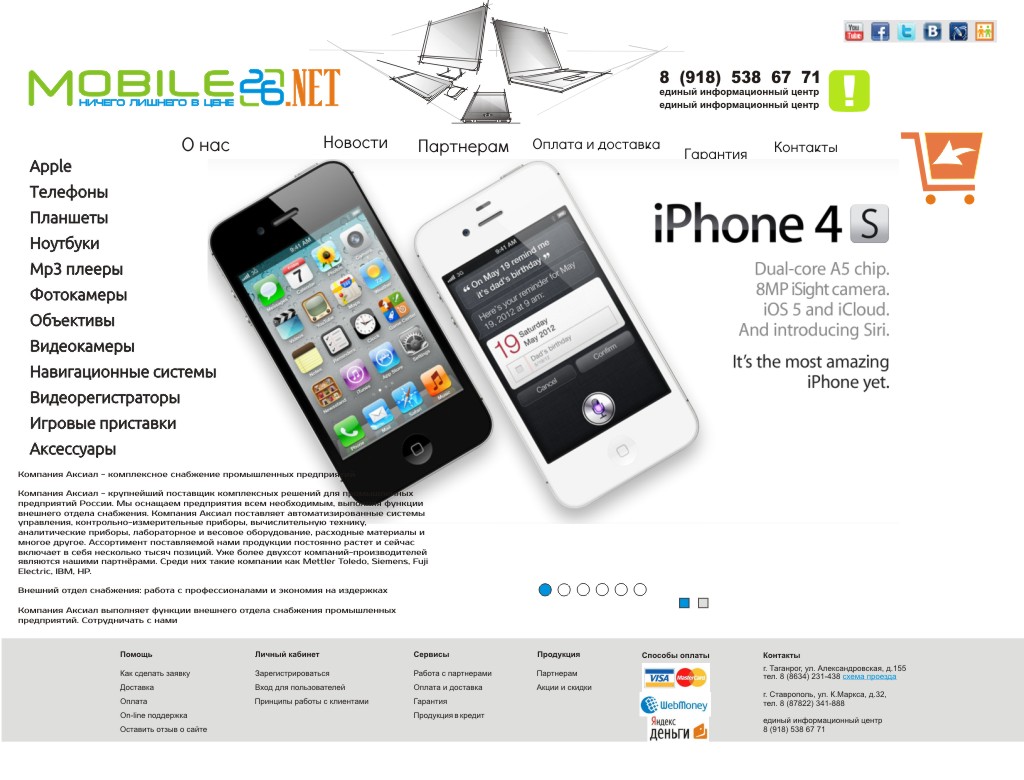 You Tube
MOBILE26.NET
НИЧЕГО ЛИШНЕГО В ЦЕНЕ
8 (918) 538 67 71
единый информационный центр
единый информационный центр
О нас
Новости
Партнерам
Оплата и доставка
Гарантия
Контакты
Apple
Телефоны
Планшеты
Ноутбуки
Mp3 плееры
Фотокамеры
Объективы
Видеокамеры
Навигационные системы
Видеорегистраторы
Игровые приставки
Аксессуары
9:41 AM
9:41 AM
“ On May 19 remind me
it's dad's birthday ”
Here's your reminder for May
19, 2012 at 9 am:
19 Saturday
May 2012
Dad's birthday
Cancel
Confirm
iPhone 4 S
Dual-core A5 chip.
8MP iSight camera.
iOS 5 and iCloud.
And introducing Siri.
It's the most amazing
iPhone yet.
Компания Аксиал – комплексное снабжение промышленных предприятий
Компания Аксиал – крупнейший поставщик комплексных решений для промышленных
предприятий России. Мы оснащаем предприятия всем необходимым, выполняя функции
внешнего отдела снабжения. Компания Аксиал поставляет автоматизированные системы
управления, контрольно-измерительные приборы, вычислительную технику,
аналитические приборы, лабораторное и весовое оборудование, расходные материалы и
многое другое. Ассортимент поставляемой нами продукции постоянно растет и сейчас
включает в себя несколько тысяч позиций. Уже более двухсот компаний-производителей
являются нашими партнёрами. Среди них такие компании как Mettler Toledo, Siemens, Fuji
Electric, IBM, HP.
Внешний отдел снабжения: работа с профессионалами и экономия на издержках
Компания Аксиал выполняет функции внешнего отдела снабжения промышленных
предприятий. Сотрудничать с нами
Помощь
Как сделать заявку
Доставка
Оплата
On-line поддержка
Оставить отзыв о сайте
Личный кабинет
Зарегистрироваться
Вход для пользователей
Принципы работы с клиентами
Сервисы
Работа с партнерами
Оплата и доставка
Гарантия
Продукция в кредит
Продукция
Партнерам
Акции и скидки
Способы оплаты
VISA MasterCard
WebMoney
Яндекс
деньги
Контакты
г. Таганрог, ул. Александровская, д.155
тел. 8 (8634) 231-438 схема проезда
г. Ставрополь, ул. К.Маркса, д.32,
тел. 8 (87822) 341-888
единый информационный центр
8 (918) 538 67 71